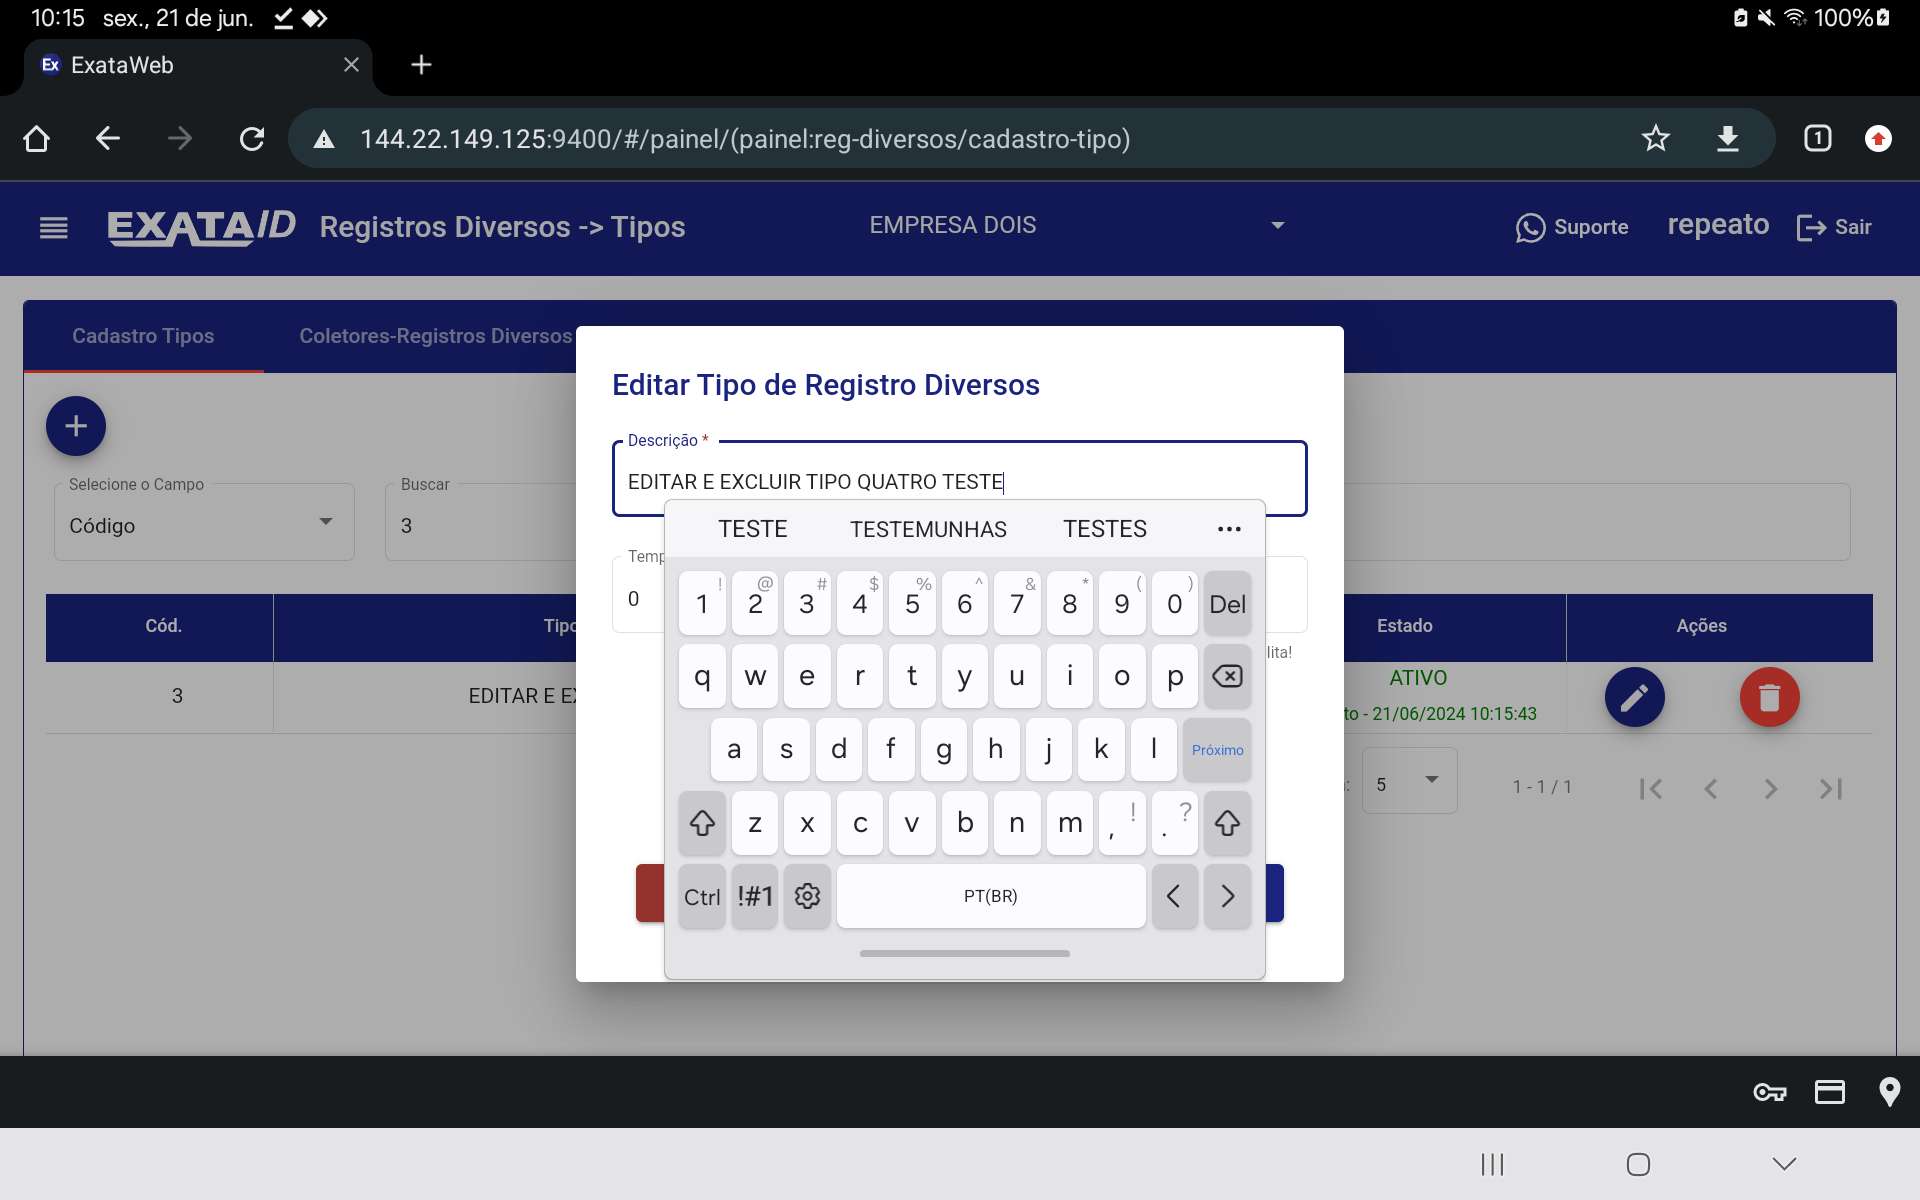 10:15 sex., 21 de jun. 100%
Ex ExataWeb
144.22.149.125:9400/#/painel/(painel:reg-diversos/cadastro-tipo) 1
EXATAID Registros Diversos -> Tipos EMPRESA DOIS Suporte repeato Sair
Cadastro Tipos Coletores-Registros Diversos
Editar Tipo de Registro Diversos
Descrição *
EDITAR E EXCLUIR TIPO QUATRO TESTE
Selecione o Campo
Código
Buscar
3
TESTE TESTEMUNHAS TESTES ...
Temp
0
Cód. Tipo Estado Ações
lita!
3 EDITAR E EX ATIVO
to - 21/06/2024 10:15:43
: 5 1 - 1 / 1
! @ # $ % ^ & * ( )
1 2 3 4 5 6 7 8 9 0 Del
q w e r t y u i o p
a s d f g h j k l Próximo
z x c v b n m , ! . ?
Ctrl !#1 PT(BR) < >